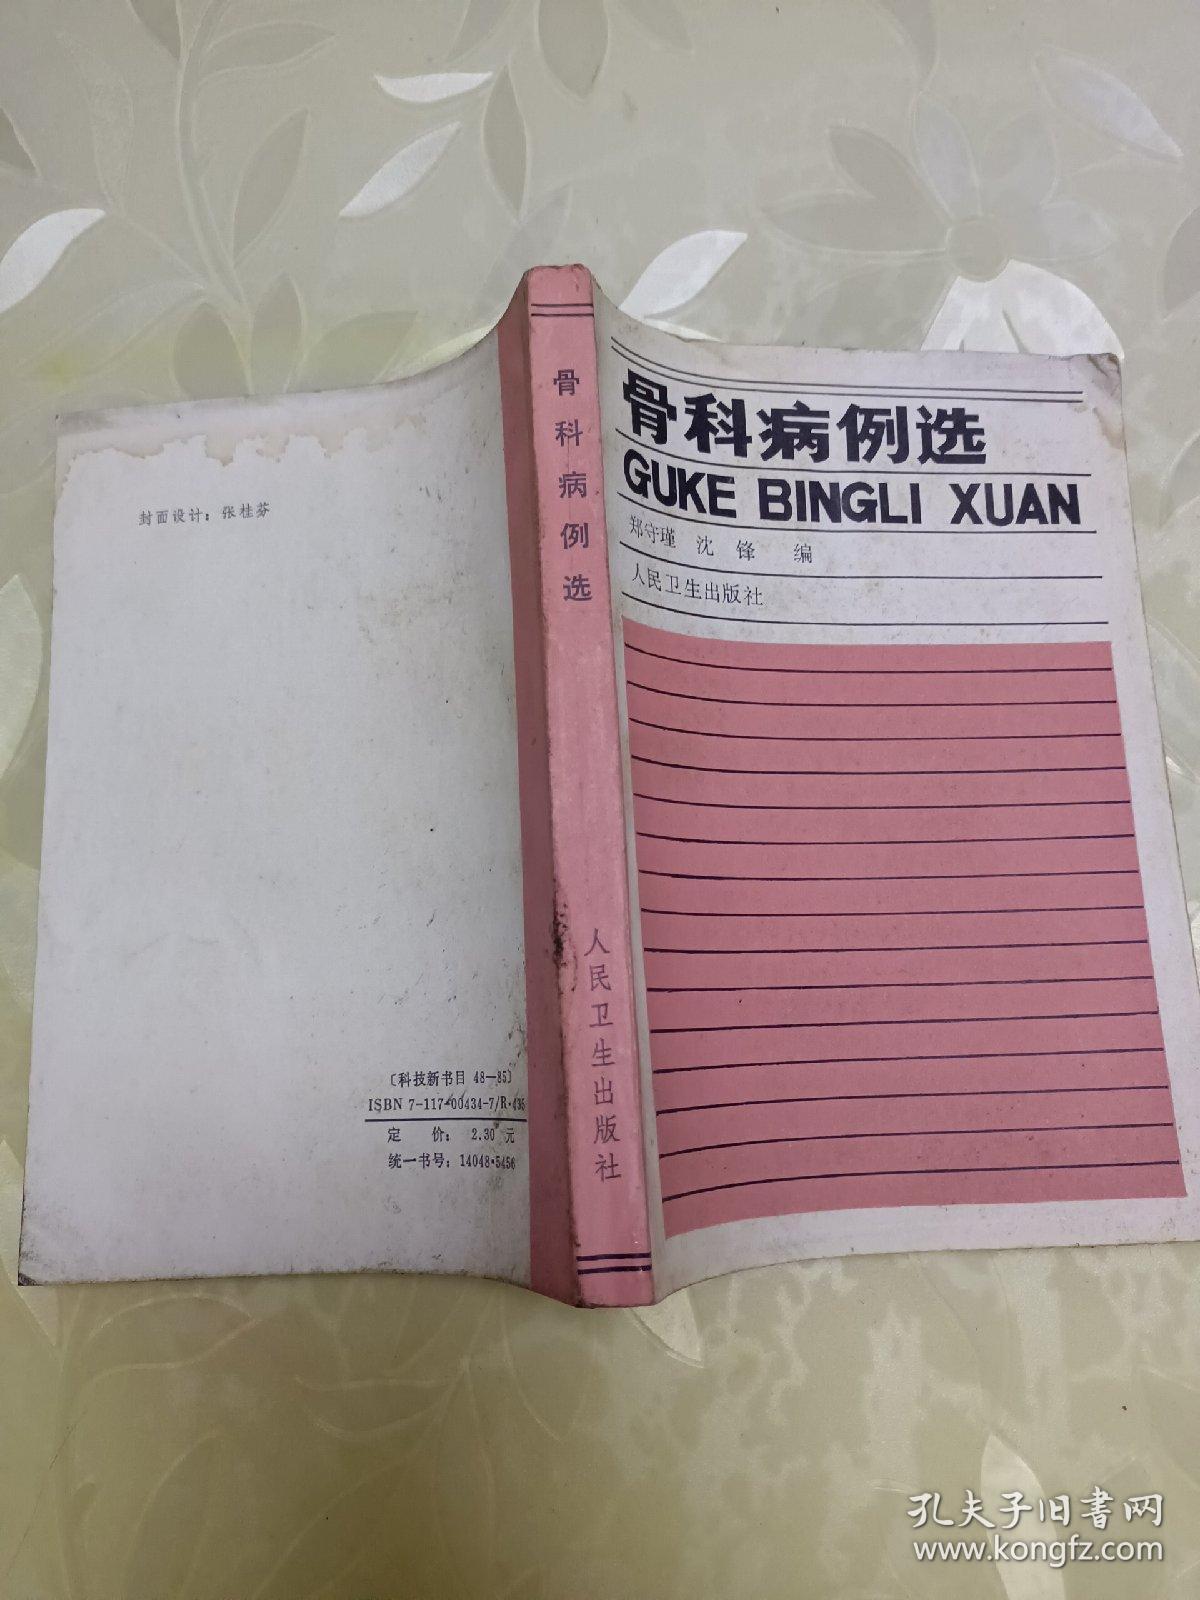 封面设计：张桂芬
〔科技新书目 48—85〕
ISBN 7-117-00434-7/R·435
定　价：2.30 元
统一书号：14048·5456
骨科病例选
人民卫生出版社
骨科病例选
GUKE BINGLI XUAN
郑守瑾　沈　锋　编
人民卫生出版社
孔夫子旧书网
www.kongfz.com